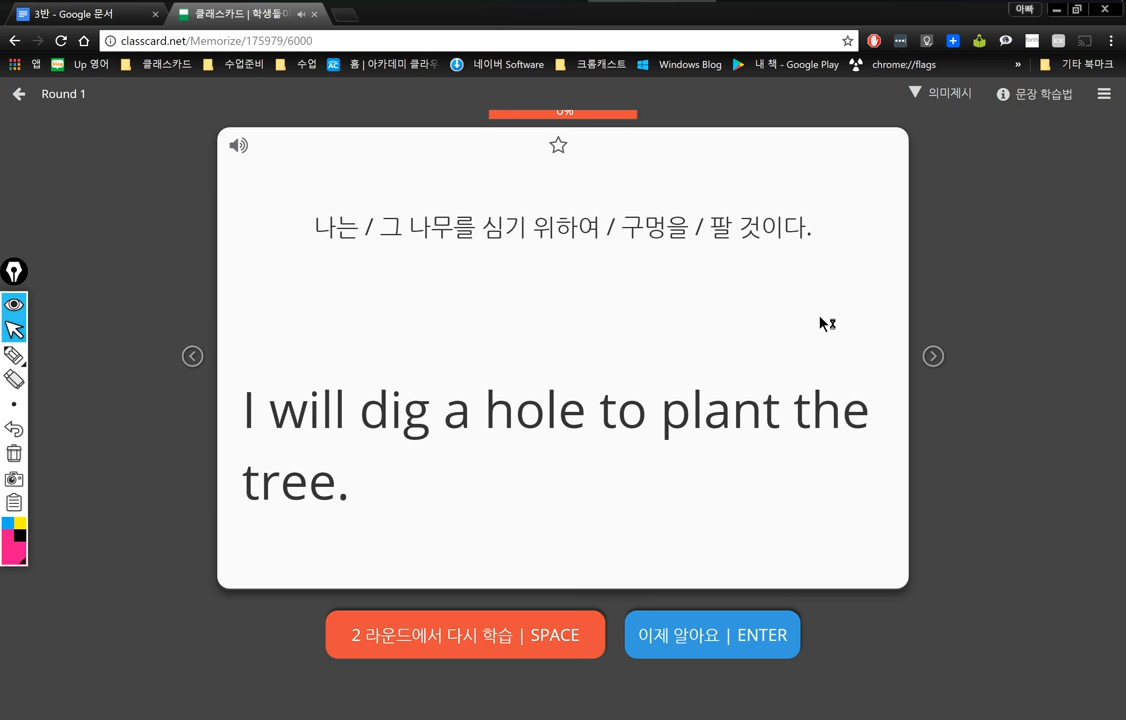 3반 - Google 문서
클래스카드 | 학생들이
아빠
classcard.net/Memorize/175979/6000
앱
Up 영어
클래스카드
수업준비
수업
홈 | 아카데미 클라우
네이버 Software
크롬캐스트
Windows Blog
내 책 - Google Play
chrome://flags
»
기타 북마크
Round 1
의미제시
문장 학습법
0%
나는 / 그 나무를 심기 위하여 / 구멍을 / 팔 것이다.
I will dig a hole to plant the
tree.
2 라운드에서 다시 학습 | SPACE
이제 알아요 | ENTER